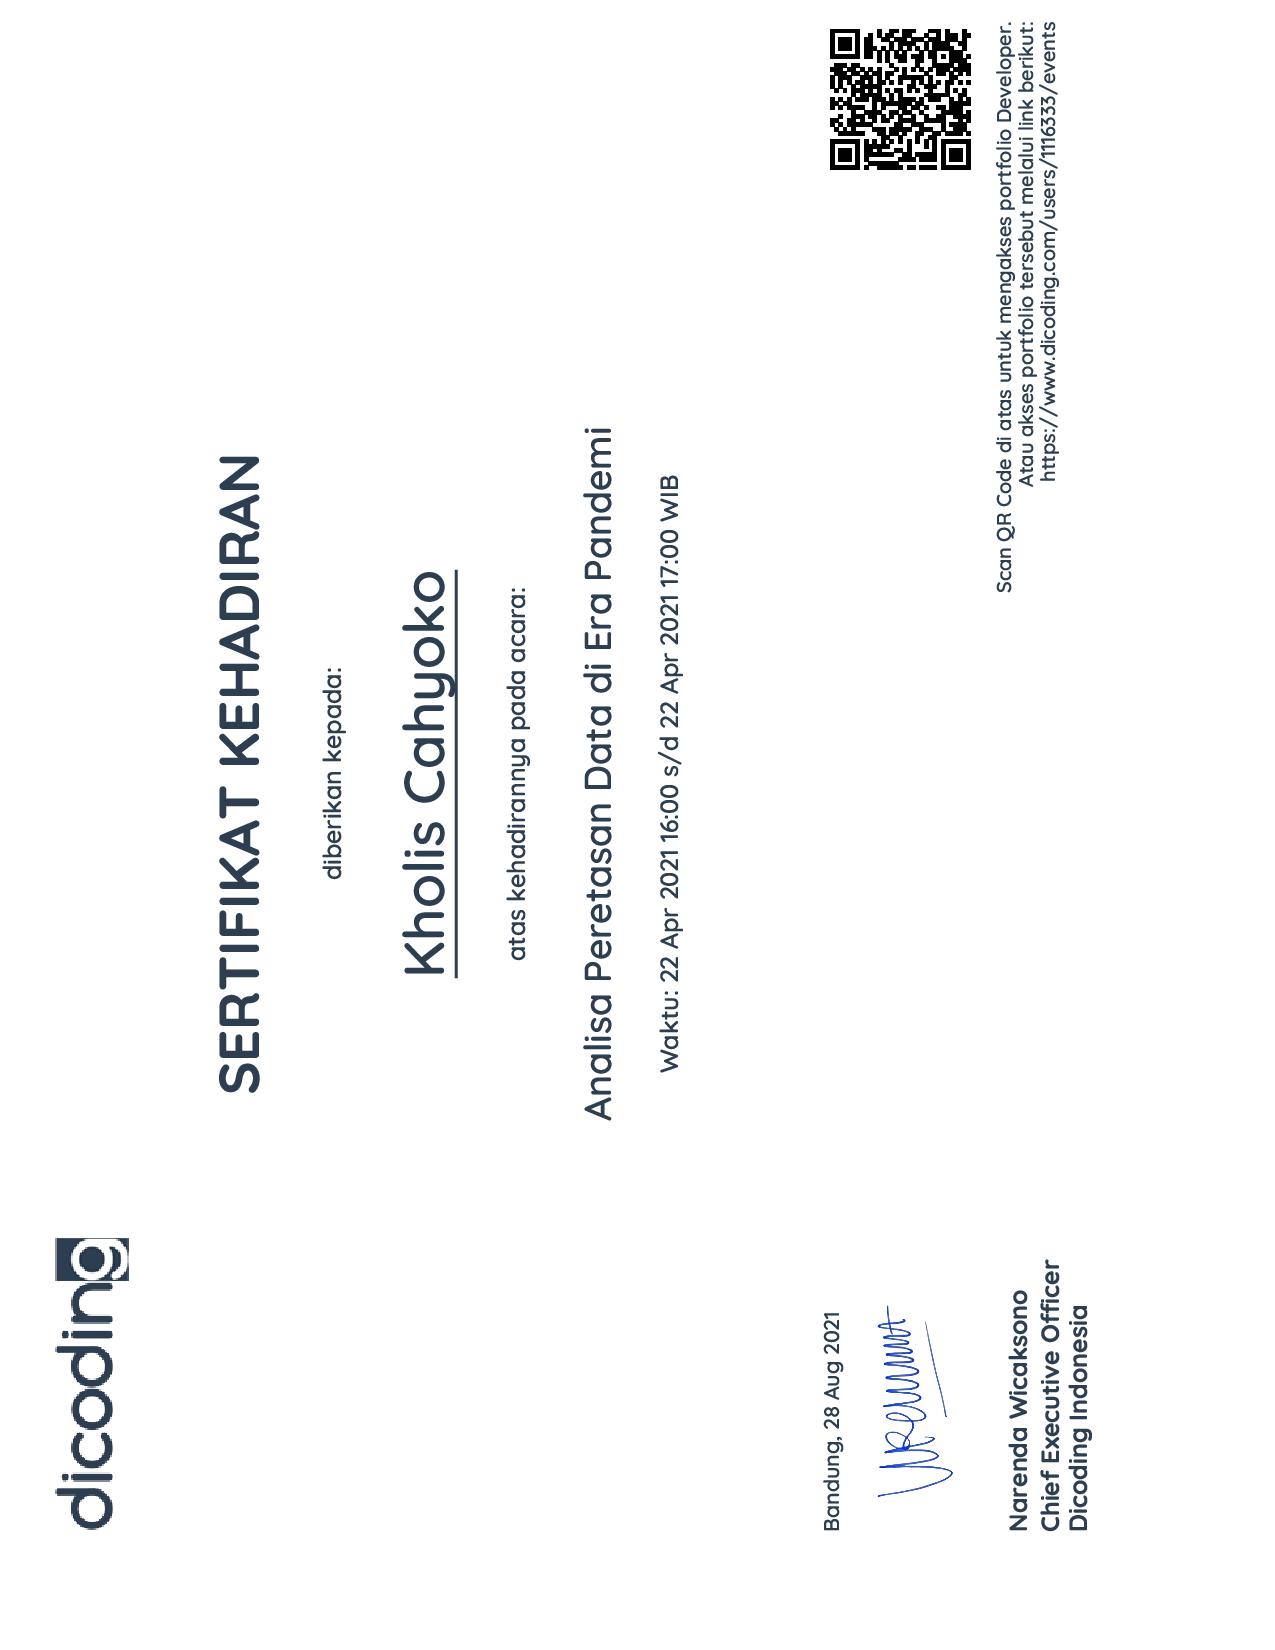 dicoding
SERTIFIKAT KEHADIRAN
diberikan kepada:
Kholis Cahyoko
atas kehadirannya pada acara:
Analisa Peretasan Data di Era Pandemi
Waktu: 22 Apr 2021 16:00 s/d 22 Apr 2021 17:00 WIB
Bandung, 28 Aug 2021
Narenda Wicaksono
Chief Executive Officer
Dicoding Indonesia
Scan QR Code di atas untuk mengakses portfolio Developer.
Atau akses portfolio tersebut melalui link berikut:
https://www.dicoding.com/users/1116333/events